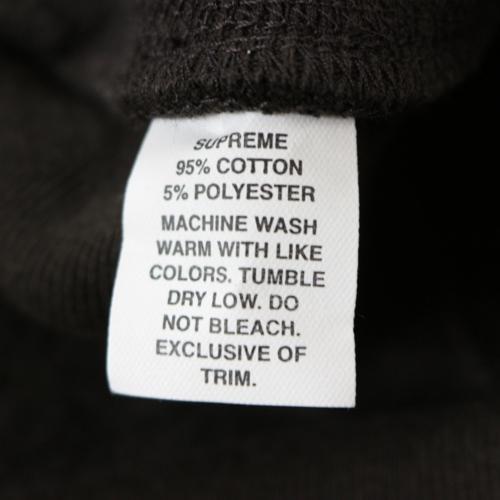 SUPREME
95% COTTON
5% POLYESTER
MACHINE WASH
WARM WITH LIKE
COLORS. TUMBLE
DRY LOW. DO
NOT BLEACH.
EXCLUSIVE OF
TRIM.